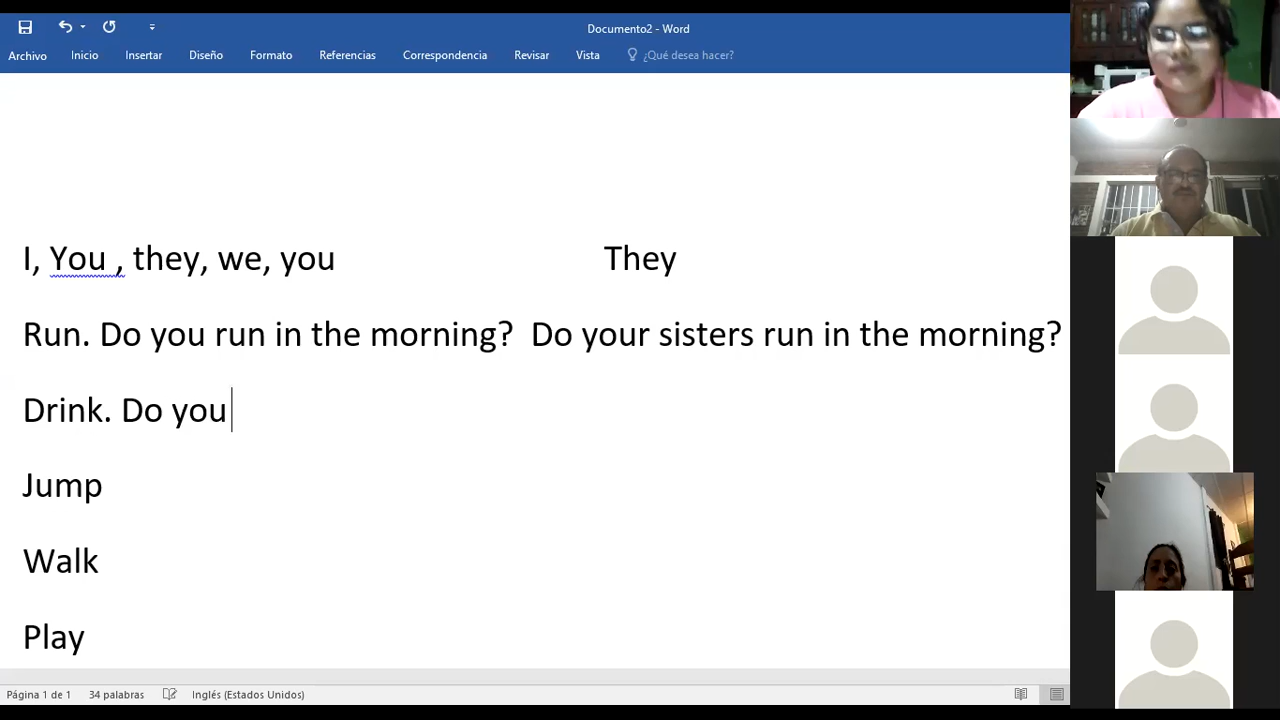 Documento2 - Word
Archivo Inicio Insertar Diseño Formato Referencias Correspondencia Revisar Vista ¿Qué desea hacer?
I, You , they, we, you They
Run. Do you run in the morning? Do your sisters run in the morning?
Drink. Do you
Jump
Walk
Play
Página 1 de 1 34 palabras Inglés (Estados Unidos)